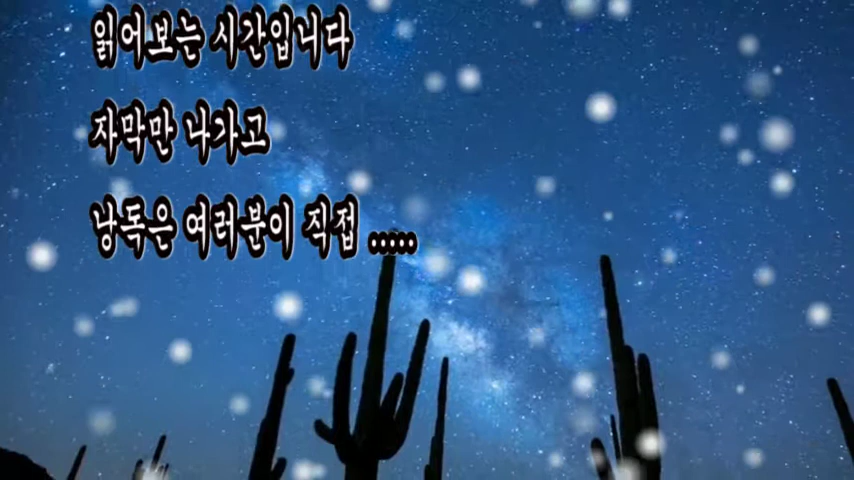 읽어보는 시간입니다
자막만 나가고
낭독은 여러분이 직접 .....